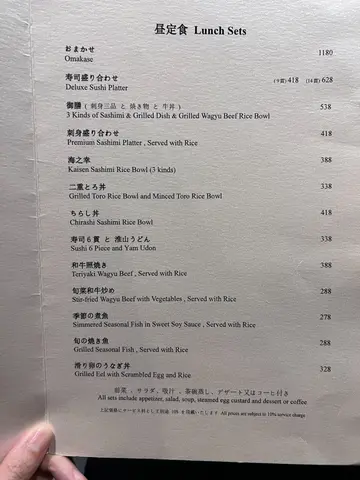 昼定食 Lunch Sets
おまかせ 1180
Omakase
寿司盛り合わせ (十貫) 418 (14貫) 628
Deluxe Sushi Platter
御膳 ( 刺身三品 と 焼き物 と 牛丼 ) 538
3 Kinds of Sashimi & Grilled Dish & Grilled Wagyu Beef Rice Bowl
刺身盛り合わせ 418
Premium Sashimi Platter , Served with Rice
海之幸 388
Kaisen Sashimi Rice Bowl (3 kinds)
二重とろ丼 338
Grilled Toro Rice Bowl and Minced Toro Rice Bowl
ちらし丼 418
Chirashi Sashimi Rice Bowl
寿司6貫 と 淮山うどん 338
Sushi 6 Piece and Yam Udon
和牛照焼き 388
Teriyaki Wagyu Beef , Served with Rice
旬菜和牛炒め 288
Stir-fried Wagyu Beef with Vegetables , Served with Rice
季節の煮魚 278
Simmered Seasonal Fish in Sweet Soy Sauce , Served with Rice
旬の焼き魚 288
Grilled Seasonal Fish , Served with Rice
滑り卵のうなぎ丼 328
Grilled Eel with Scrambled Egg and Rice
前菜 、サラダ、吸汁 、茶碗蒸し、デザート又はコーヒ付き
All sets include appetizer, salad, soup, steamed egg custand and dessert or coffee
All prices are subject to 10% service charge